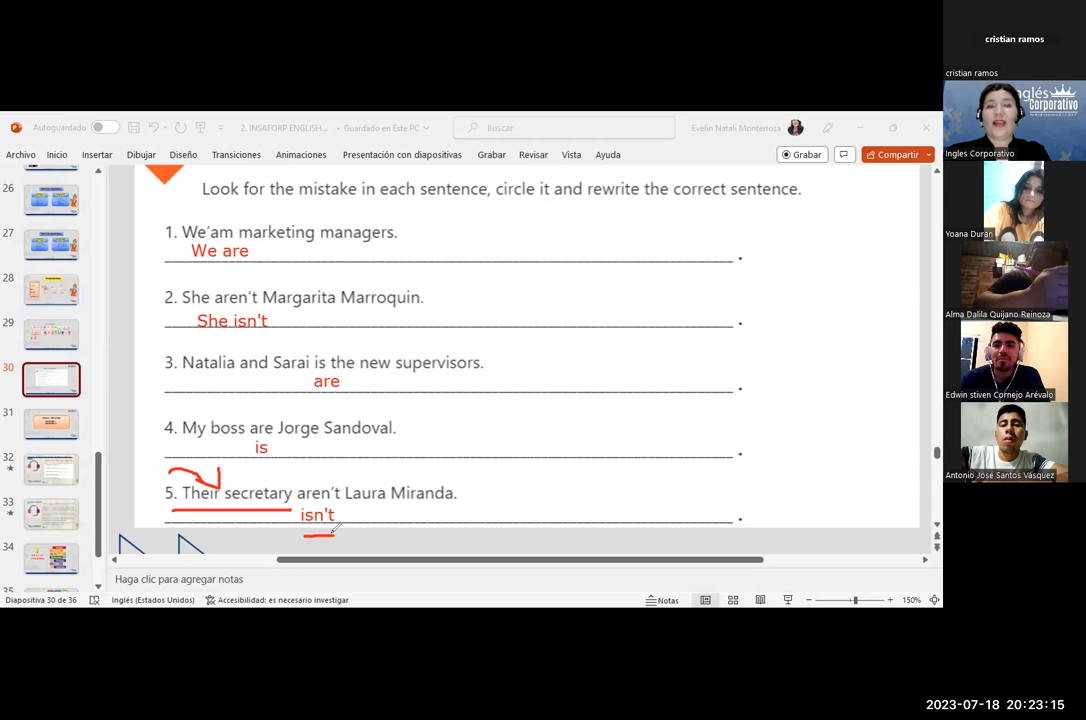 cristian ramos
cristian ramos
Inglés
Corporativo
Ingles Corporativo
Yoana Duran
Alma Dalila Quijano Reinoza
Edwin stiven Cornejo Arévalo
Antonio José Santos Vásquez
Autoguardado
2. INSAFORP ENGLISH... • Guardado en Este PC
Buscar
Evelin Natali Monterroza
Archivo Inicio Insertar Dibujar Diseño Transiciones Animaciones Presentación con diapositivas Grabar Revisar Vista Ayuda
Grabar
Compartir
26
27
28
29
30
31
32
33
34
35
Look for the mistake in each sentence, circle it and rewrite the correct sentence.
1. We'am marketing managers.
We are
2. She aren't Margarita Marroquin.
She isn't
3. Natalia and Sarai is the new supervisors.
are
4. My boss are Jorge Sandoval.
is
5. Their secretary aren't Laura Miranda.
isn't
Haga clic para agregar notas
Diapositiva 30 de 36
Inglés (Estados Unidos)
Accesibilidad: es necesario investigar
Notas
150%
2023-07-18 20:23:15